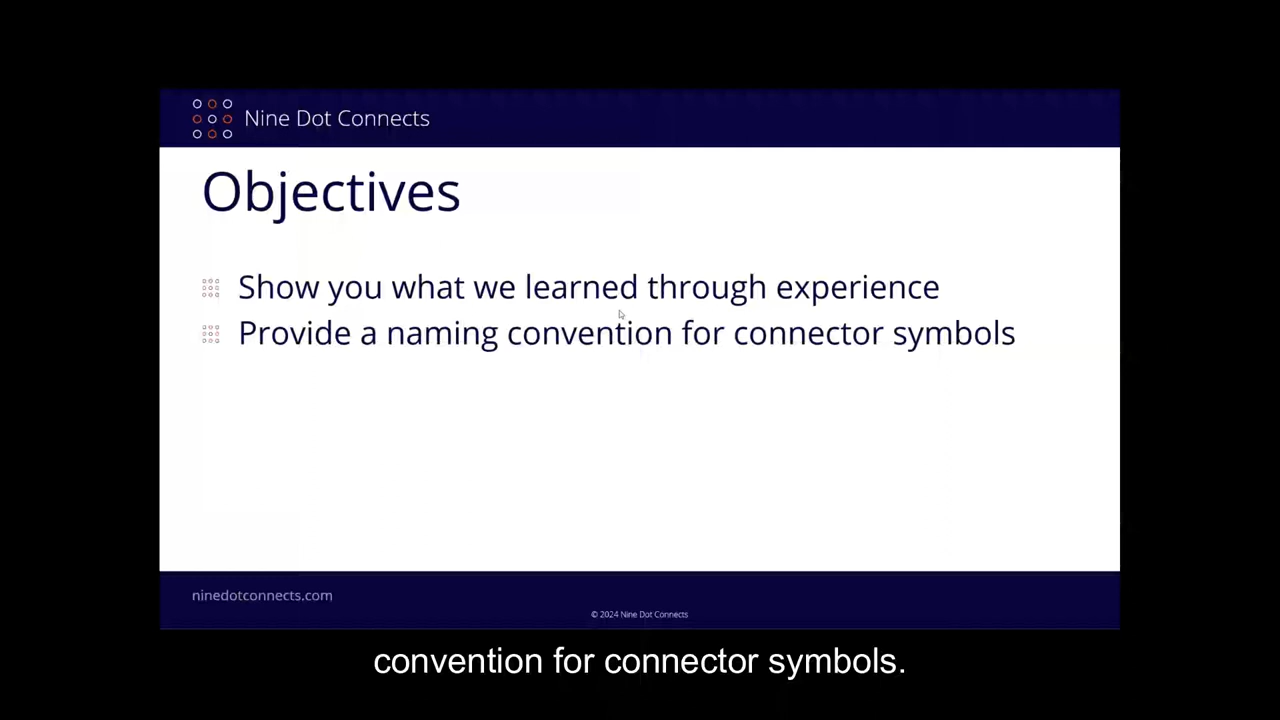 Nine Dot Connects
Objectives
Show you what we learned through experience
Provide a naming convention for connector symbols
ninedotconnects.com
© 2024 Nine Dot Connects
convention for connector symbols.